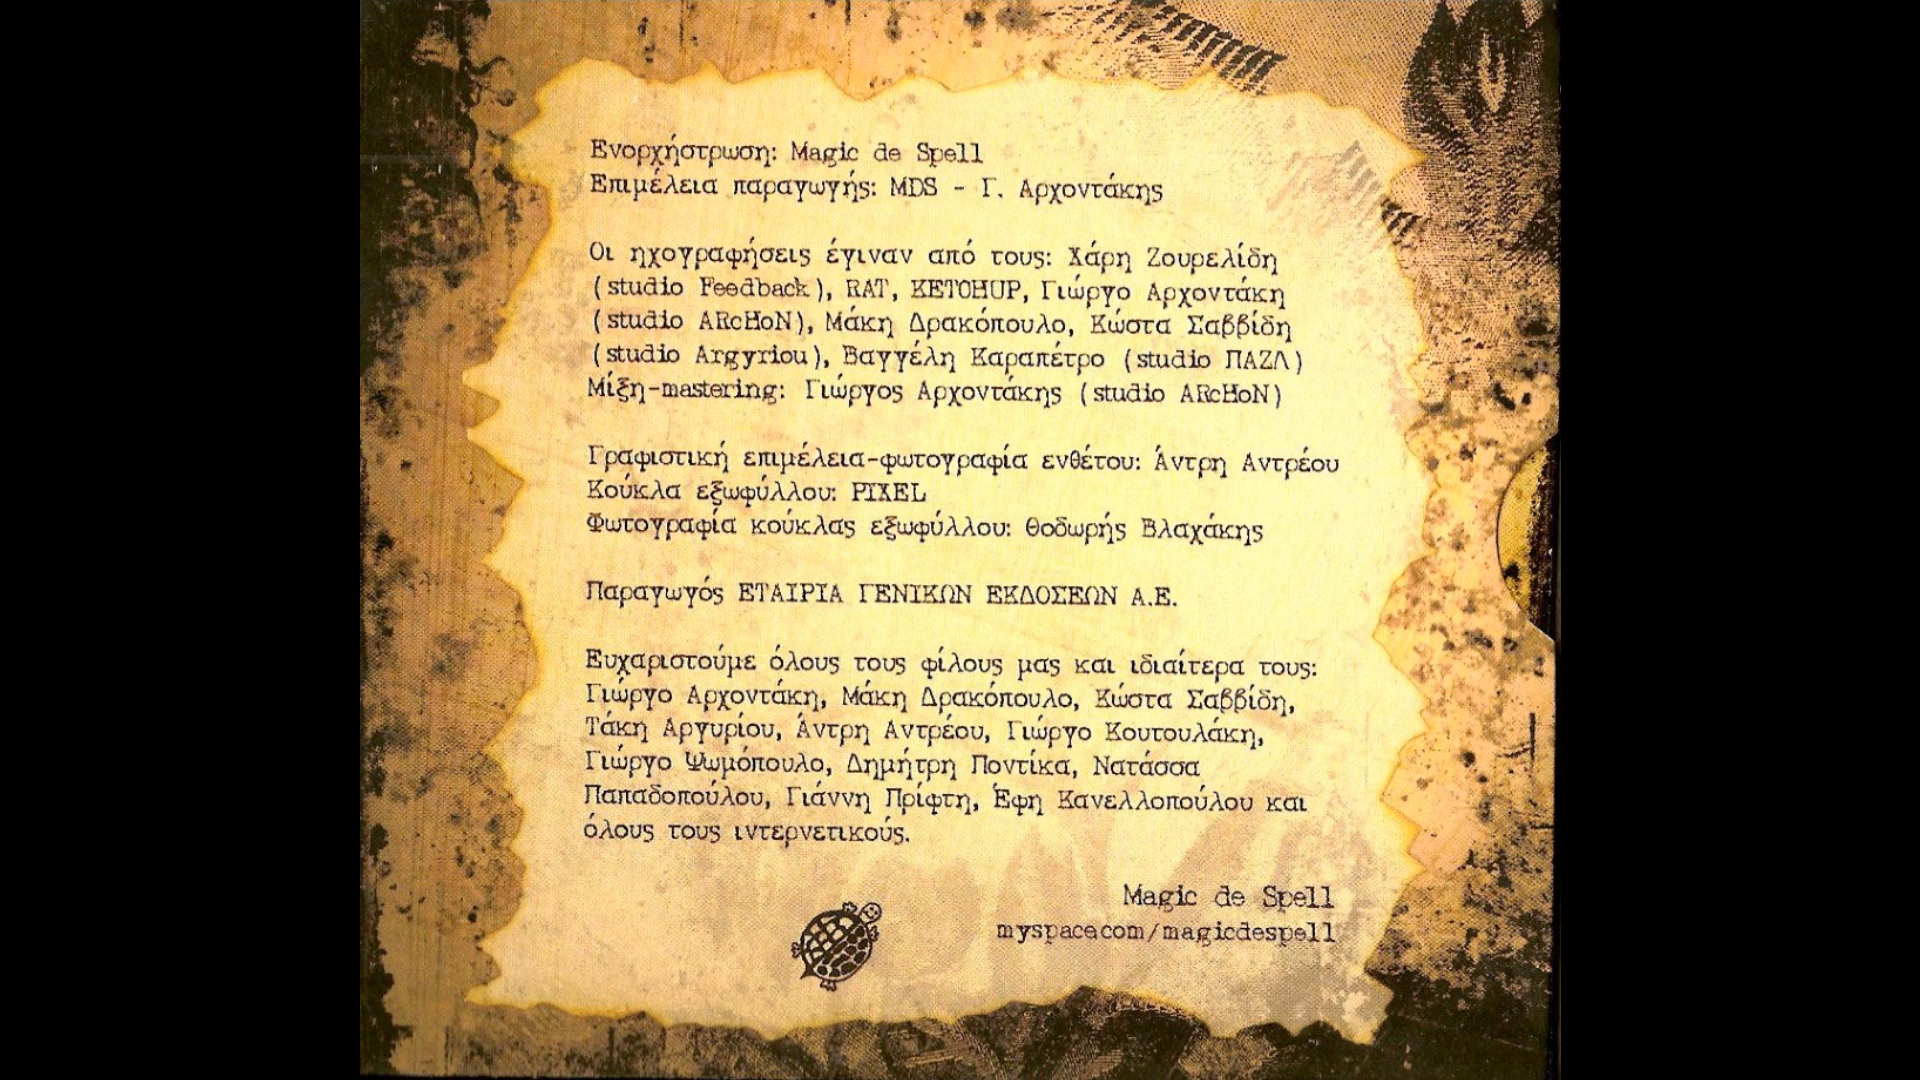 Ενορχήστρωση: Magic de Spell
Επιμέλεια παραγωγής: MDS - Γ. Αρχοντάκης
Οι ηχογραφήσεις έγιναν από τους: Χάρη Ζουρελίδη
(studio Feedback), RAT, KETCHUP, Γιώργο Αρχοντάκη
(studio ARcHoN), Μάκη Δρακόπουλο, Κώστα Σαββίδη
(studio Argyriou), Βαγγέλη Καραπέτρο (studio ΠΑΖΛ)
Μίξη-mastering: Γιώργος Αρχοντάκης (studio ARcHoN)
Γραφιστική επιμέλεια-φωτογραφία ενθέτου: Άντρη Αντρέου
Κούκλα εξωφύλλου: PIXEL
Φωτογραφία κούκλας εξωφύλλου: Θοδωρής Βλαχάκης
Παραγωγός ΕΤΑΙΡΙΑ ΓΕΝΙΚΩΝ ΕΚΔΟΣΕΩΝ Α.Ε.
Ευχαριστούμε όλους τους φίλους μας και ιδιαίτερα τους:
Γιώργο Αρχοντάκη, Μάκη Δρακόπουλο, Κώστα Σαββίδη,
Τάκη Αργυρίου, Άντρη Αντρέου, Γιώργο Κουτουλάκη,
Γιώργο Ψωμόπουλο, Δημήτρη Ποντίκα, Νατάσσα
Παπαδοπούλου, Γιάννη Πρίφτη, Έφη Κανελλοπούλου και
όλους τους ιντερνετικούς.
Magic de Spell
myspace.com/magicdespell